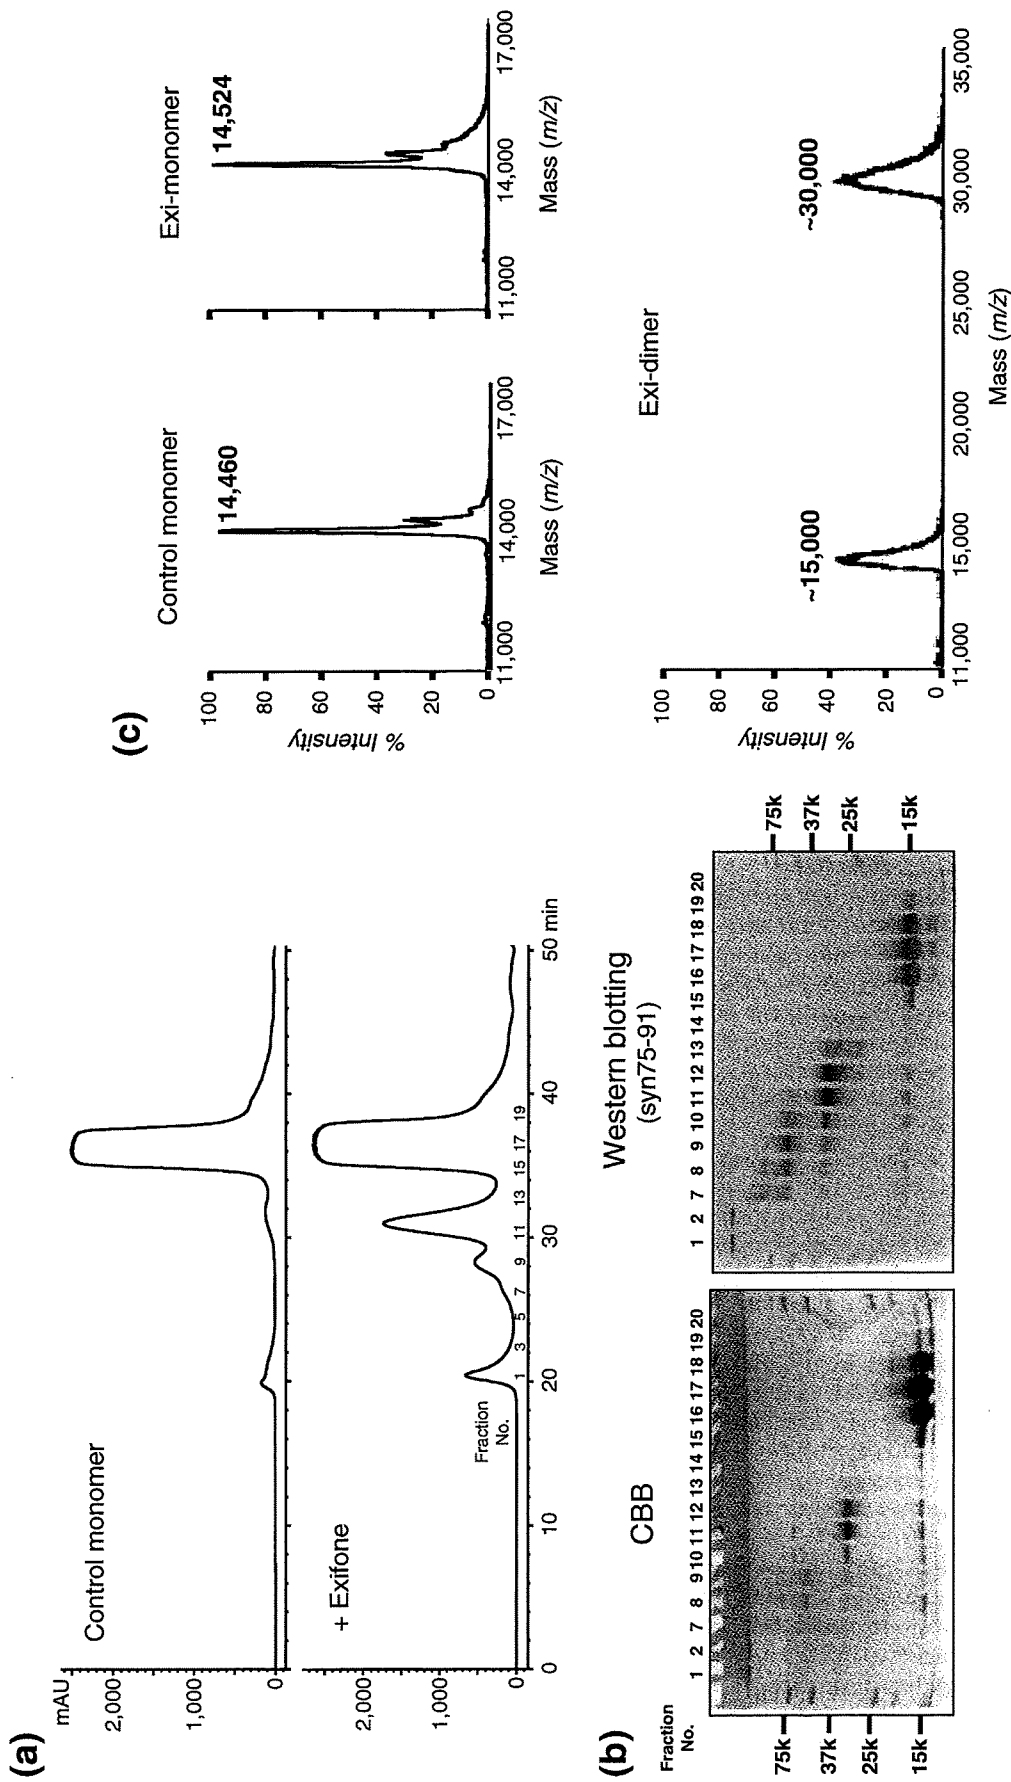 (a)
mAU
Control monomer
2,000
1,000
0
+ Exifone
2,000
1,000
0
Fraction
No.
1 3 5 7 9 11 13 15 17 19
0 10 20 30 40 50 min
(b)
CBB
Fraction
No.
1 2 7 8 9 10 11 12 13 14 15 16 17 18 19 20
75k
37k
25k
15k
Western blotting
(syn75-91)
1 2 7 8 9 10 11 12 13 14 15 16 17 18 19 20
75k
37k
25k
15k
(c)
Control monomer
14,460
% Intensity
100
80
60
40
20
0
11,000 14,000 17,000
Mass (m/z)
Exi-monomer
14,524
11,000 14,000 17,000
Mass (m/z)
Exi-dimer
~15,000
~30,000
% Intensity
100
80
60
40
20
0
11,000 15,000 20,000 25,000 30,000 35,000
Mass (m/z)